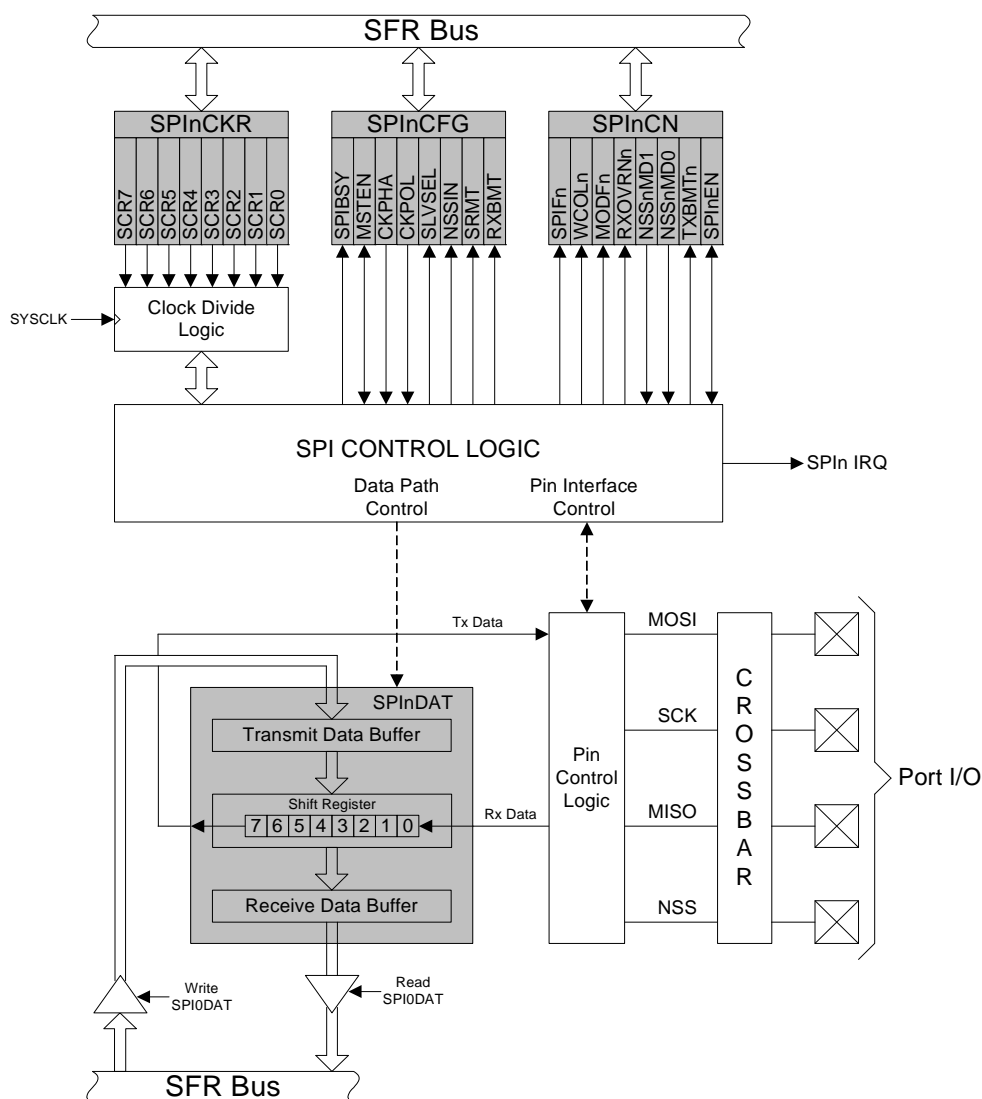 SFR Bus
SPInCKR
SCR7
SCR6
SCR5
SCR4
SCR3
SCR2
SCR1
SCR0
SPInCFG
SPIBSY
MSTEN
CKPHA
CKPOL
SLVSEL
NSSIN
SRMT
RXBMT
SPInCN
SPIFn
WCOLn
MODFn
RXOVRNn
NSSnMD1
NSSnMD0
TXBMTn
SPInEN
SYSCLK
Clock Divide
Logic
SPI CONTROL LOGIC
Data Path
Control
Pin Interface
Control
SPIn IRQ
Tx Data
SPInDAT
Transmit Data Buffer
Shift Register
7 6 5 4 3 2 1 0
Rx Data
Receive Data Buffer
Pin
Control
Logic
MOSI
SCK
MISO
NSS
CROSSBAR
Port I/O
Write
SPI0DAT
Read
SPI0DAT
SFR Bus